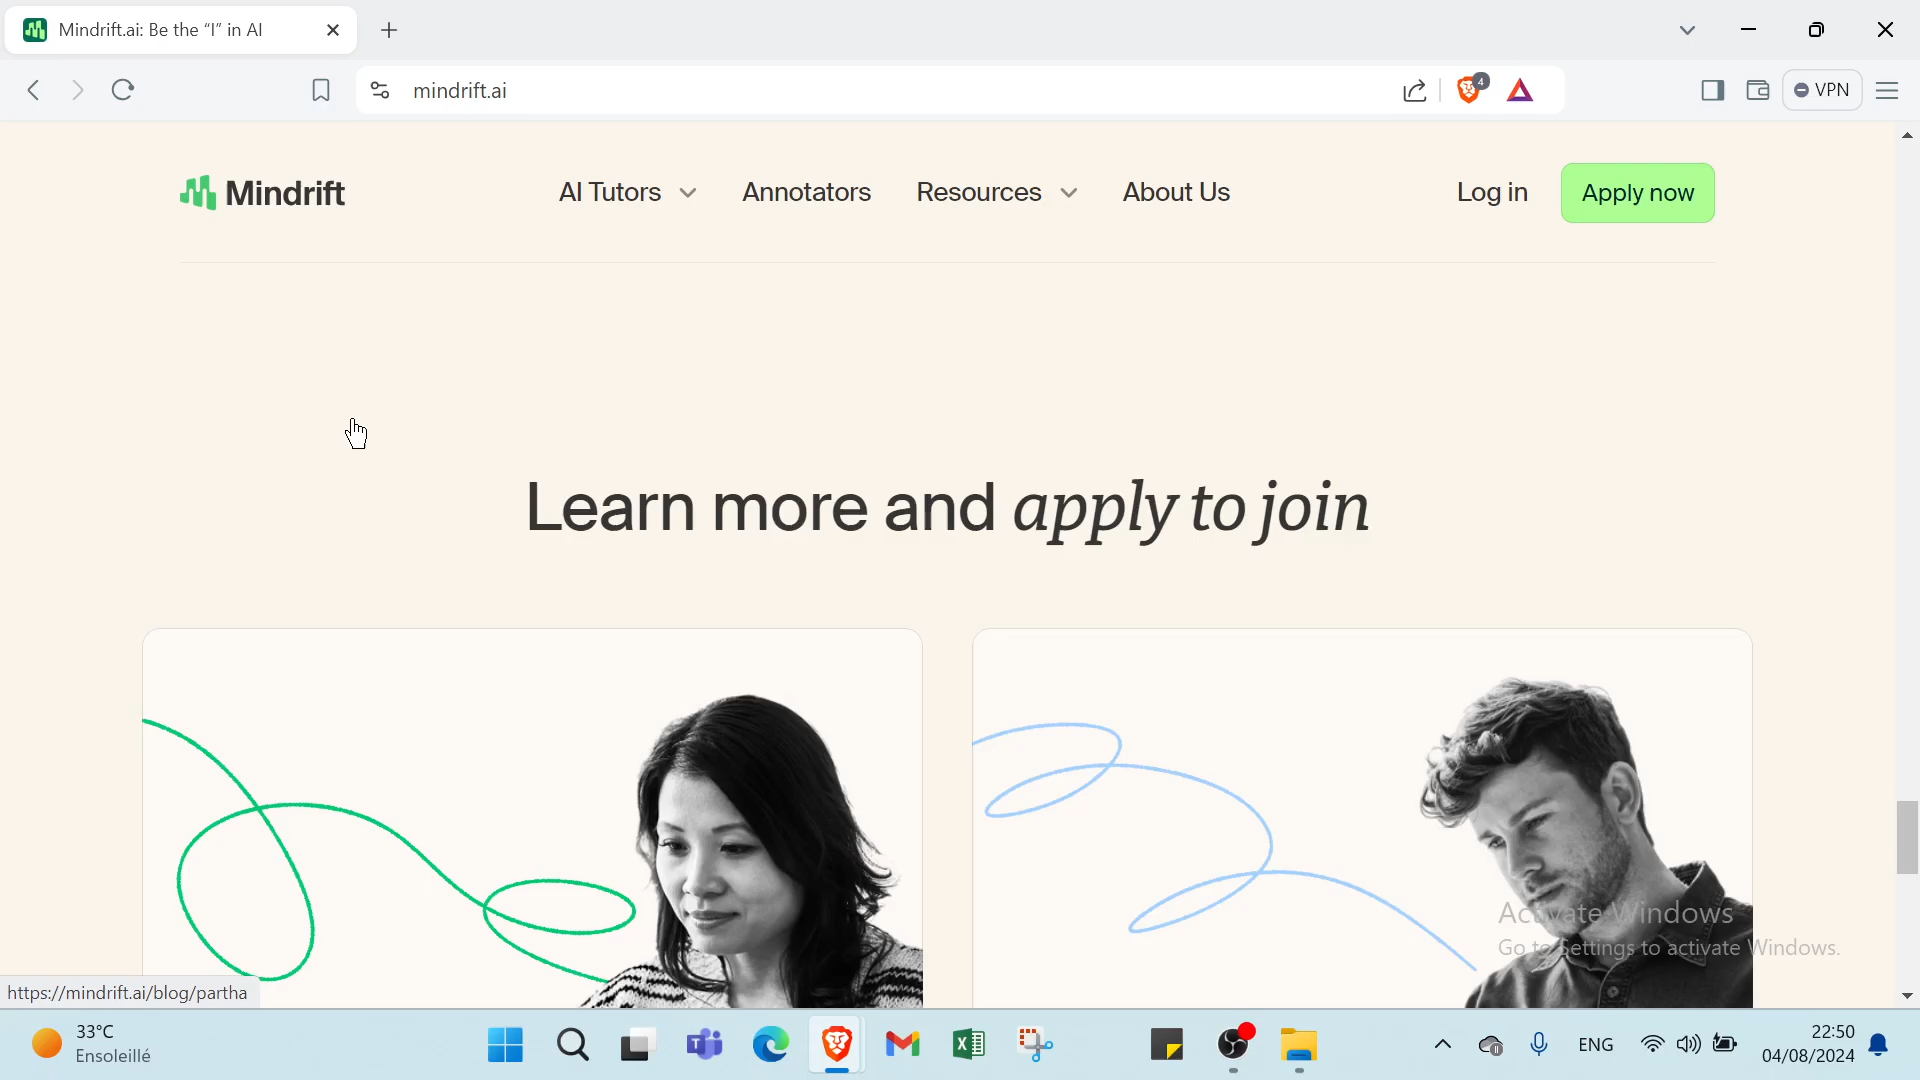 Mindrift.ai: Be the “I” in AI
mindrift.ai
4
VPN
Mindrift
AI Tutors
Annotators
Resources
About Us
Log in
Apply now
Learn more and apply to join
Activate Windows
Go to Settings to activate Windows.
https://mindrift.ai/blog/partha
33°C
Ensoleillé
ENG
22:50
04/08/2024